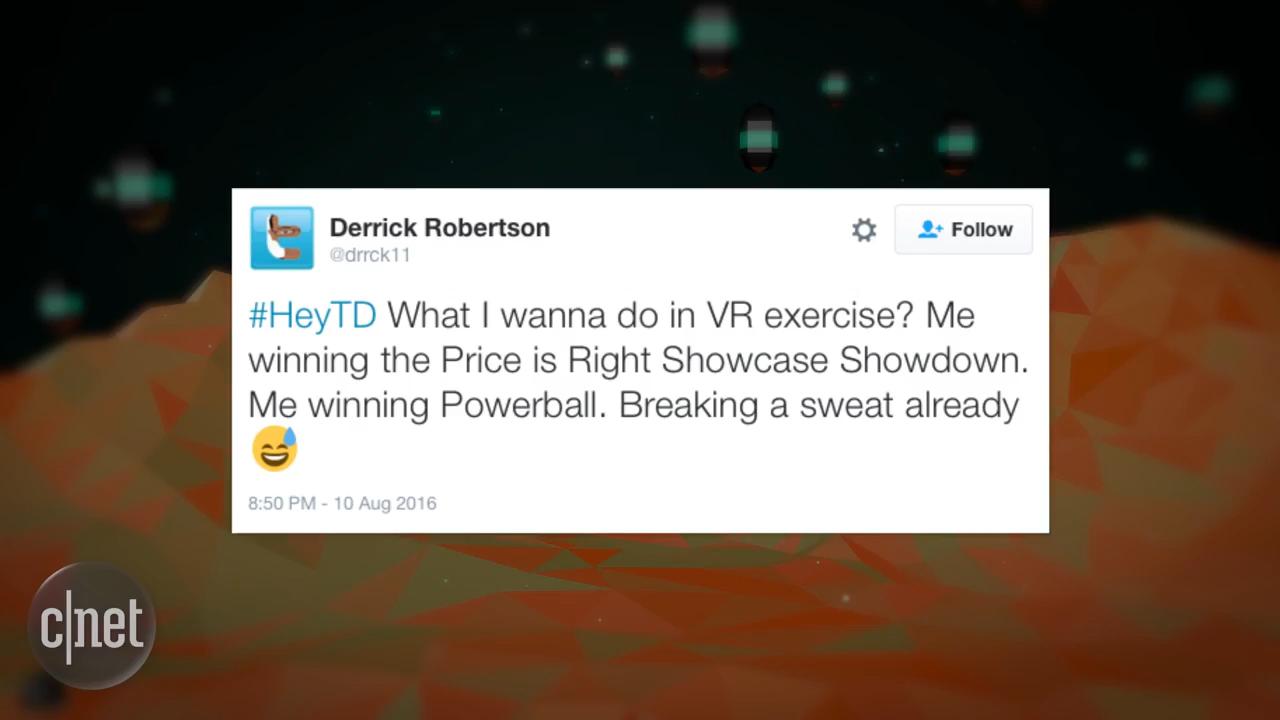 Derrick Robertson
@drrck11
Follow
#HeyTD What I wanna do in VR exercise? Me
winning the Price is Right Showcase Showdown.
Me winning Powerball. Breaking a sweat already
😅
8:50 PM - 10 Aug 2016
c|net